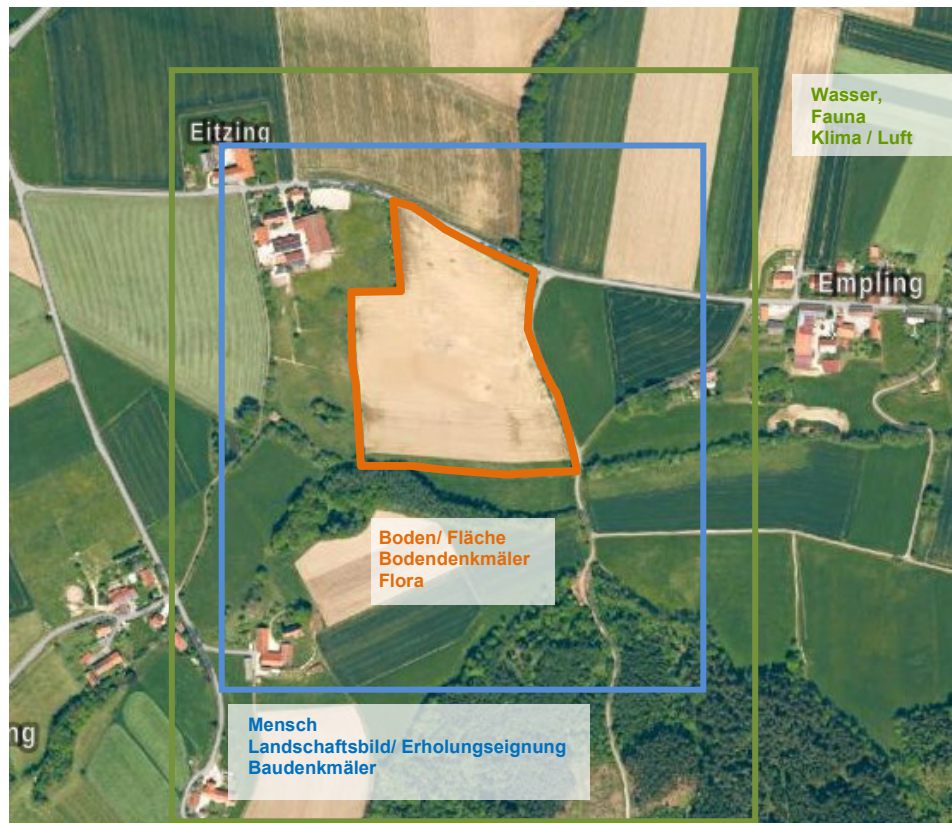 Wasser,
Fauna
Klima / Luft
Eitzing
Empling
Boden/ Fläche
Bodendenkmäler
Flora
Mensch
Landschaftsbild/ Erholungseignung
Baudenkmäler
ng